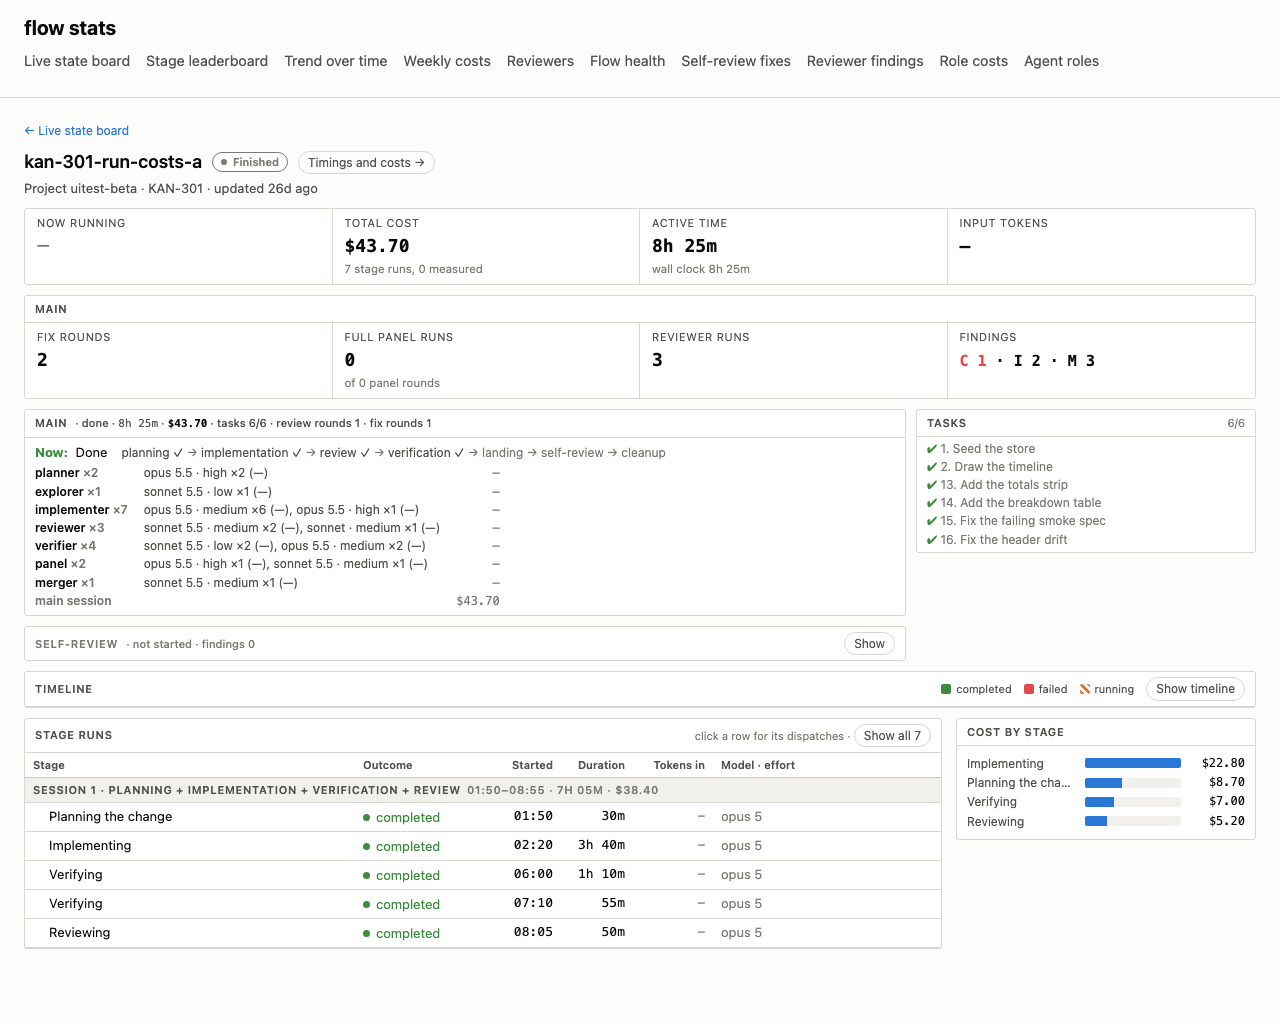 flow stats
Live state board Stage leaderboard Trend over time Weekly costs Reviewers Flow health Self-review fixes Reviewer findings Role costs Agent roles
← Live state board
kan-301-run-costs-a ● Finished Timings and costs →
Project uitest-beta · KAN-301 · updated 26d ago
NOW RUNNING
—
TOTAL COST
$43.70
7 stage runs, 0 measured
ACTIVE TIME
8h 25m
wall clock 8h 25m
INPUT TOKENS
—
MAIN
FIX ROUNDS
2
FULL PANEL RUNS
0
of 0 panel rounds
REVIEWER RUNS
3
FINDINGS
C 1 · I 2 · M 3
MAIN · done · 8h 25m · $43.70 · tasks 6/6 · review rounds 1 · fix rounds 1
Now: Done planning ✓ → implementation ✓ → review ✓ → verification ✓ → landing → self-review → cleanup
planner ×2 opus 5.5 · high ×2 (—) —
explorer ×1 sonnet 5.5 · low ×1 (—) —
implementer ×7 opus 5.5 · medium ×6 (—), opus 5.5 · high ×1 (—) —
reviewer ×3 sonnet 5.5 · medium ×2 (—), sonnet · medium ×1 (—) —
verifier ×4 sonnet 5.5 · low ×2 (—), opus 5.5 · medium ×2 (—) —
panel ×2 opus 5.5 · high ×1 (—), sonnet 5.5 · medium ×1 (—) —
merger ×1 sonnet 5.5 · medium ×1 (—) —
main session $43.70
TASKS 6/6
✔ 1. Seed the store
✔ 2. Draw the timeline
✔ 13. Add the totals strip
✔ 14. Add the breakdown table
✔ 15. Fix the failing smoke spec
✔ 16. Fix the header drift
SELF-REVIEW · not started · findings 0 Show
TIMELINE completed failed running Show timeline
STAGE RUNS click a row for its dispatches · Show all 7
Stage Outcome Started Duration Tokens in Model · effort
SESSION 1 · PLANNING + IMPLEMENTATION + VERIFICATION + REVIEW 01:50–08:55 · 7H 05M · $38.40
Planning the change ● completed 01:50 30m — opus 5
Implementing ● completed 02:20 3h 40m — opus 5
Verifying ● completed 06:00 1h 10m — opus 5
Verifying ● completed 07:10 55m — opus 5
Reviewing ● completed 08:05 50m — opus 5
COST BY STAGE
Implementing $22.80
Planning the cha... $8.70
Verifying $7.00
Reviewing $5.20